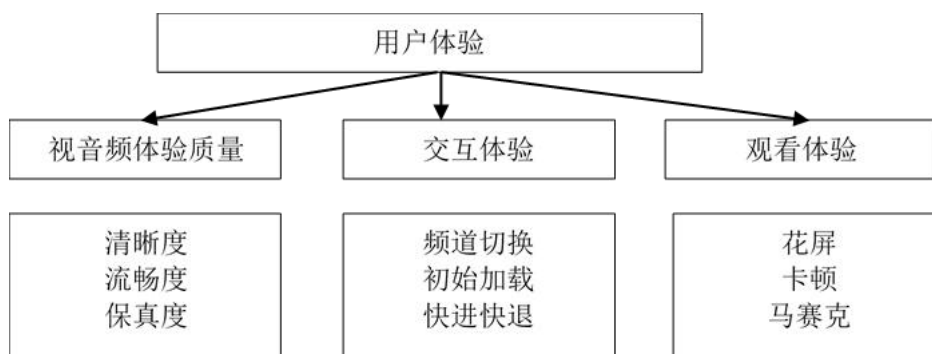 用户体验
视音频体验质量
交互体验
观看体验
清晰度
流畅度
保真度
频道切换
初始加载
快进快退
花屏
卡顿
马赛克